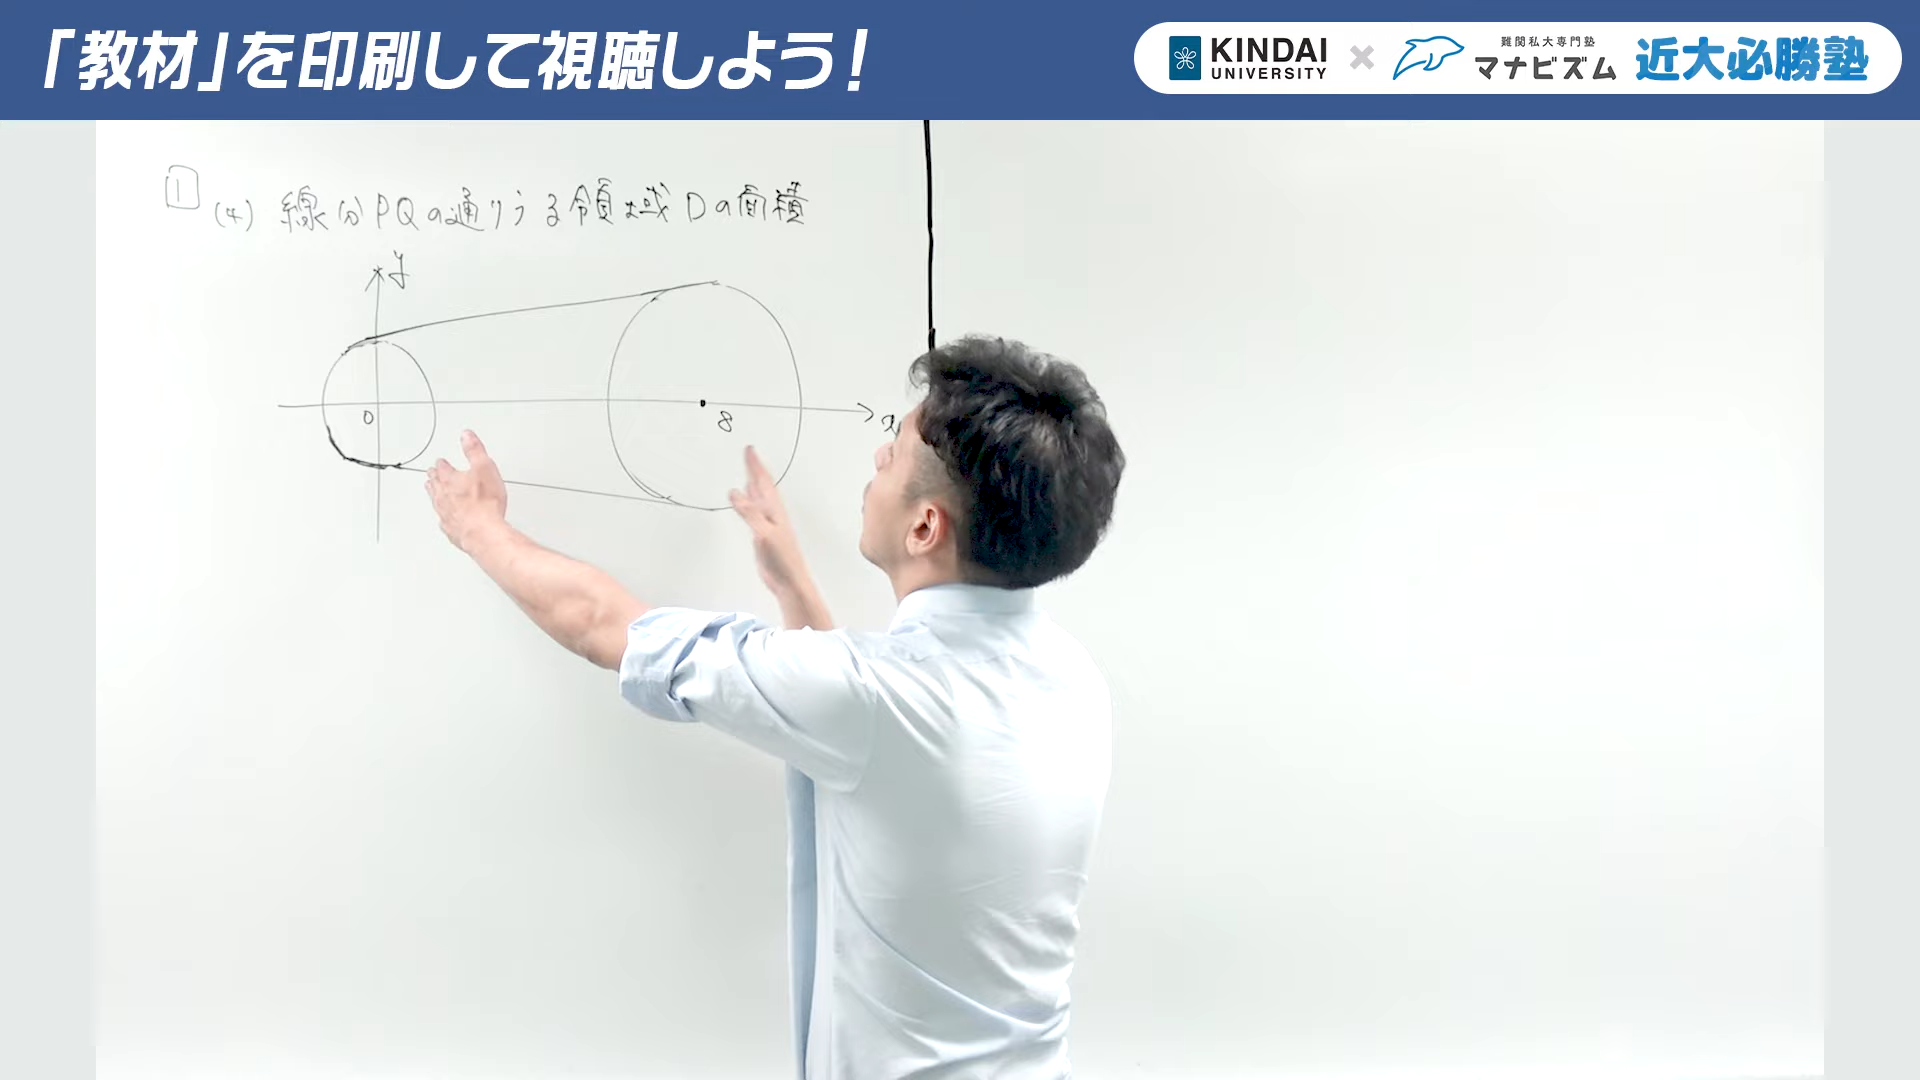 「教材」を印刷して視聴しよう!
KINDAI UNIVERSITY × 難関私大専門塾 マナビズム 近大必勝塾
1
(4) 線分PQの通りうる領域Dの面積
y
0
8
x